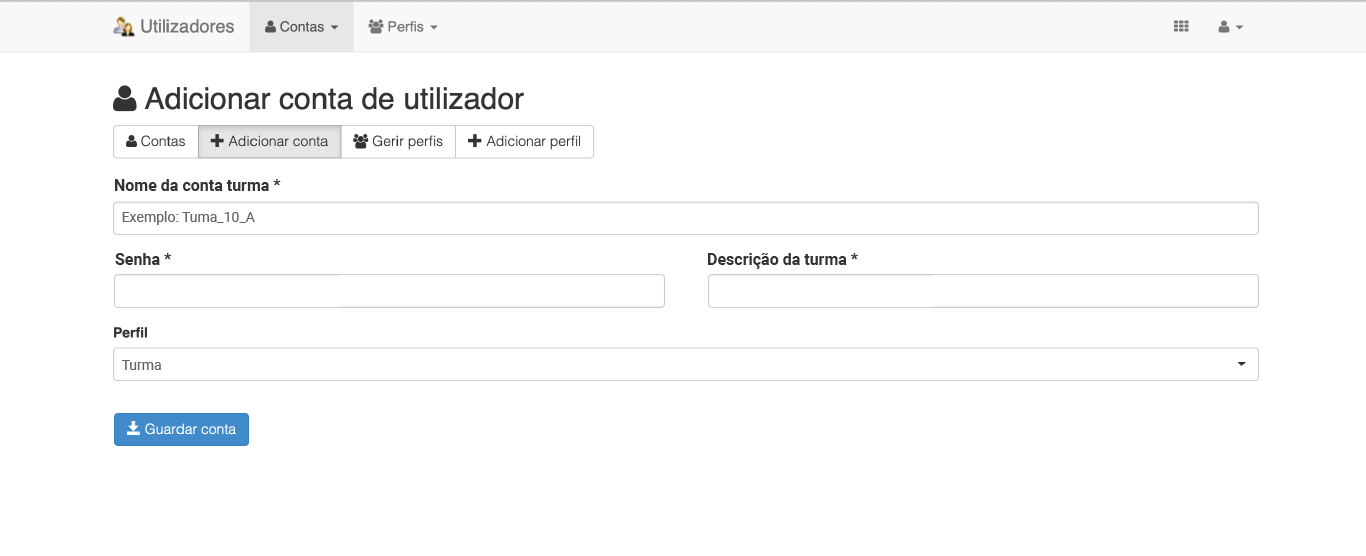 Utilizadores Contas Perfis
Adicionar conta de utilizador
Contas Adicionar conta Gerir perfis Adicionar perfil
Nome da conta turma *
Exemplo: Tuma_10_A
Senha * Descrição da turma *
Perfil
Turma
Guardar conta